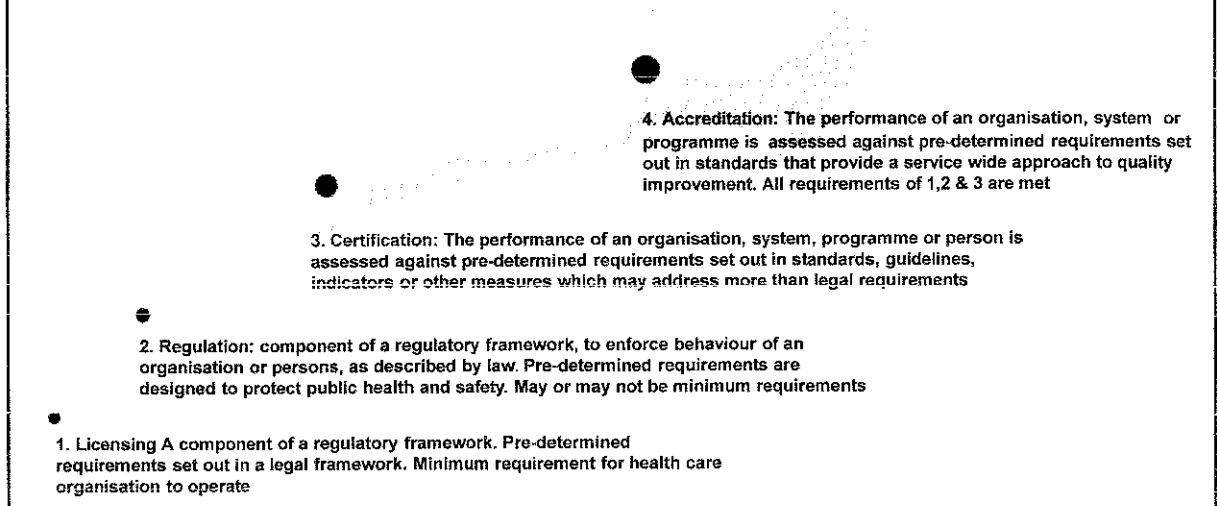 4. Accreditation: The performance of an organisation, system or
programme is assessed against pre-determined requirements set
out in standards that provide a service wide approach to quality
improvement. All requirements of 1,2 & 3 are met
3. Certification: The performance of an organisation, system, programme or person is
assessed against pre-determined requirements set out in standards, guidelines,
indicators or other measures which may address more than legal requirements
2. Regulation: component of a regulatory framework, to enforce behaviour of an
organisation or persons, as described by law. Pre-determined requirements are
designed to protect public health and safety. May or may not be minimum requirements
1. Licensing A component of a regulatory framework. Pre-determined
requirements set out in a legal framework. Minimum requirement for health care
organisation to operate